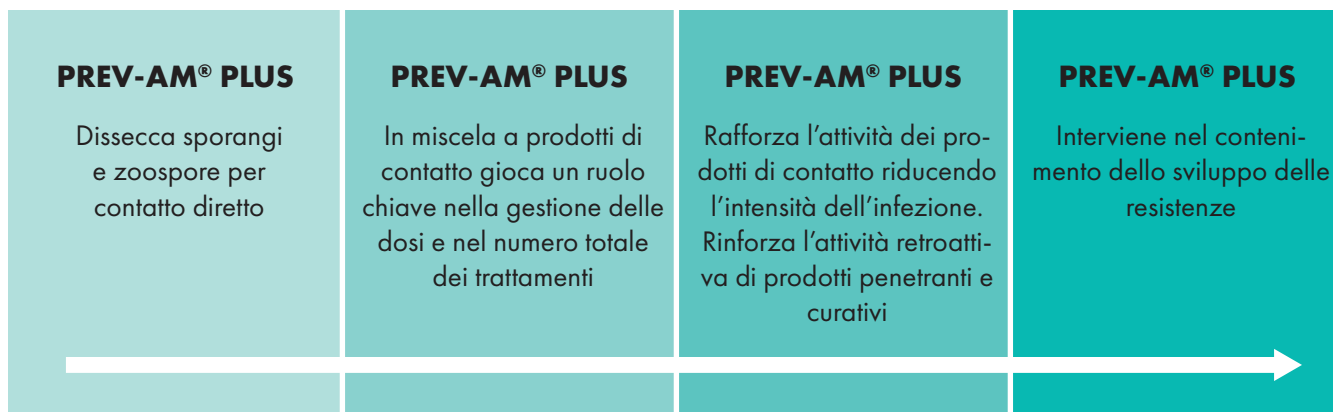 PREV-AM® PLUS
Dissecca sporangi
e zoospore per
contatto diretto
PREV-AM® PLUS
In miscela a prodotti di
contatto gioca un ruolo
chiave nella gestione delle
dosi e nel numero totale
dei trattamenti
PREV-AM® PLUS
Rafforza l'attività dei pro-
dotti di contatto riducendo
l'intensità dell'infezione.
Rinforza l'attività retroatti-
va di prodotti penetranti e
curativi
PREV-AM® PLUS
Interviene nel conteni-
mento dello sviluppo delle
resistenze